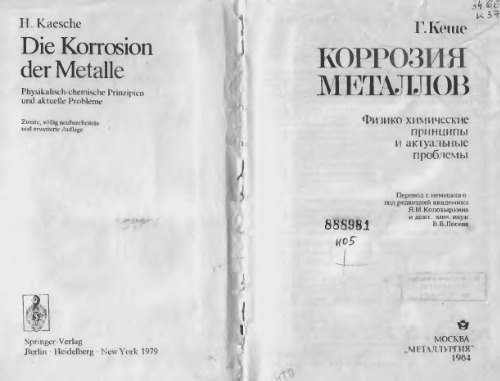 H. Kaesche
Die Korrosion
der Metalle
Physikalisch-chemische Prinzipien
und aktuelle Probleme
Zweite, völlig neubearbeitete
und erweiterte Auflage
Springer-Verlag
Berlin · Heidelberg · New York 1979
34.66
К 37
Г. Кеше
КОРРОЗИЯ
МЕТАЛЛОВ
Физико химические
принципы
и актуальные
проблемы
Перевод с немецкого
под редакцией академика
Я.М.Колотыркина
и докт. хим. наук
В.В.Лосева
888981
и05
МОСКВА
„МЕТАЛЛУРГИЯ"
1984